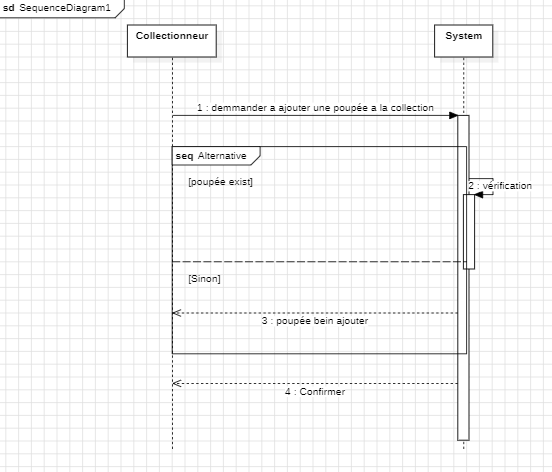 sd SequenceDiagram1
Collectionneur
System
1 : demmander a ajouter une poupée a la collection
seq Alternative
[poupée exist]
2 : vérification
[Sinon]
3 : poupée bein ajouter
4 : Confirmer